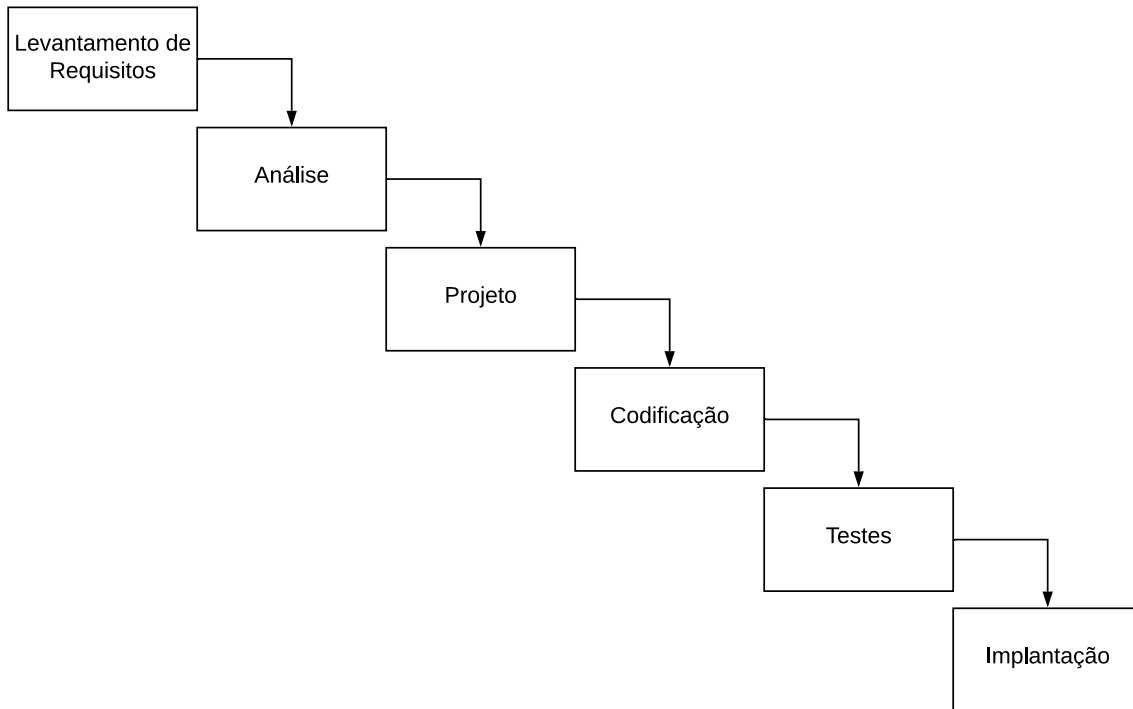 Levantamento de
Requisitos
Análise
Projeto
Codificação
Testes
Implantação